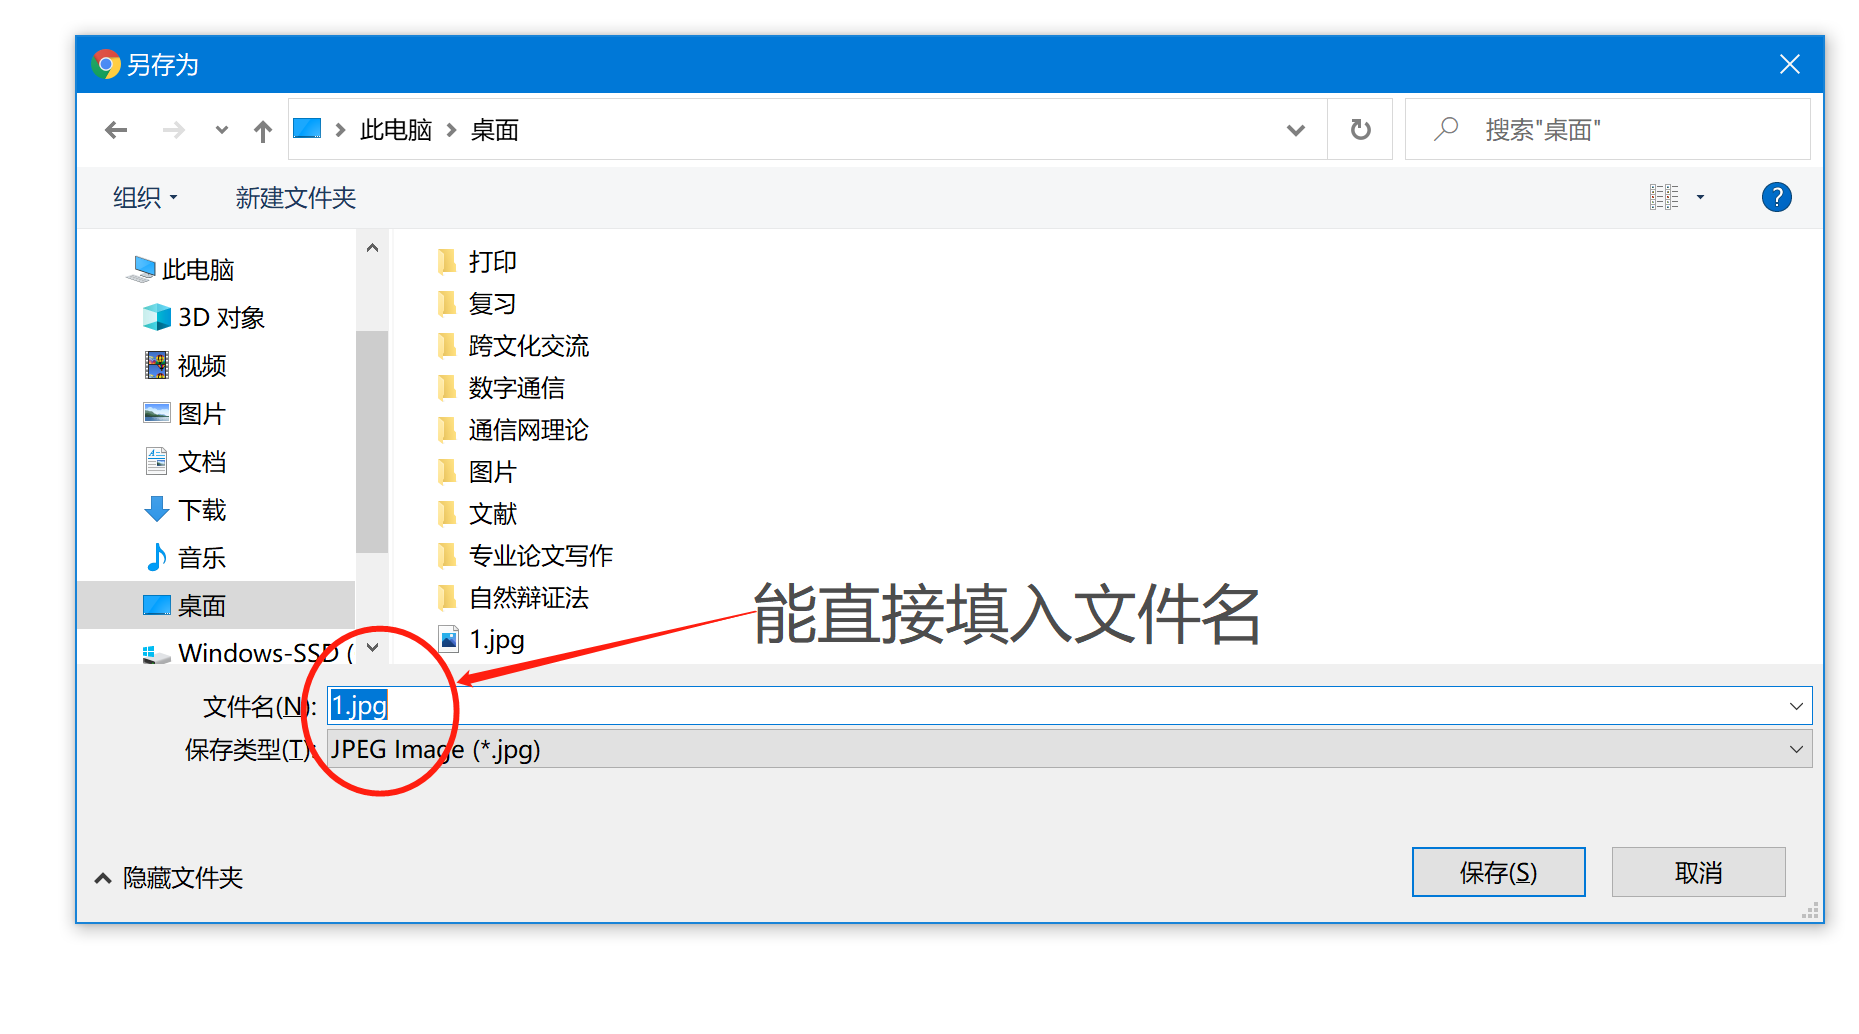 另存为
此电脑 > 桌面
搜索"桌面"
组织
新建文件夹
此电脑
3D 对象
视频
图片
文档
下载
音乐
桌面
Windows-SSD (
打印
复习
跨文化交流
数字通信
通信网理论
图片
文献
专业论文写作
自然辩证法
1.jpg
能直接填入文件名
文件名(N): 1.jpg
保存类型(T): JPEG Image (*.jpg)
隐藏文件夹
保存(S)
取消